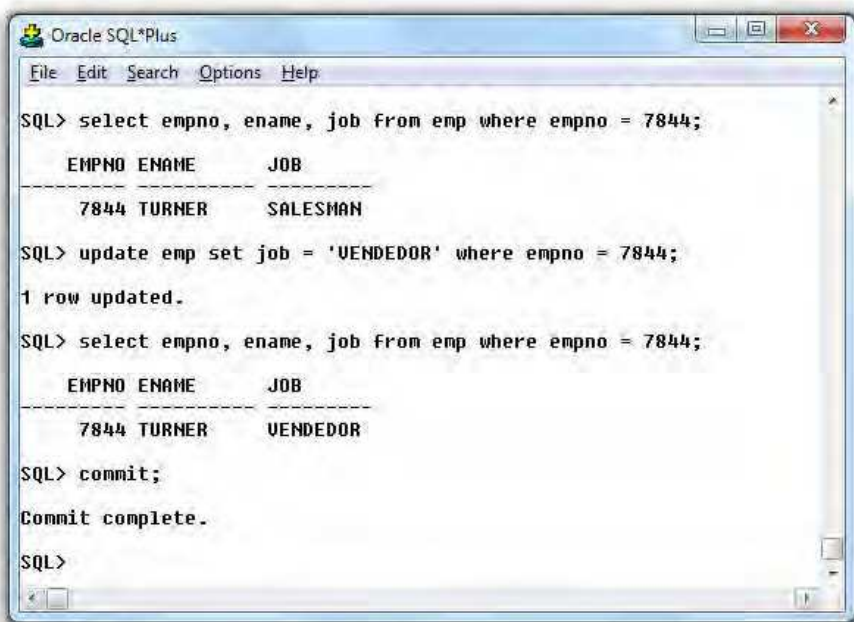 Oracle SQL*Plus
File Edit Search Options Help
SQL> select empno, ename, job from emp where empno = 7844;
EMPNO ENAME JOB
--------- ---------- ---------
7844 TURNER SALESMAN
SQL> update emp set job = 'VENDEDOR' where empno = 7844;
1 row updated.
SQL> select empno, ename, job from emp where empno = 7844;
EMPNO ENAME JOB
--------- ---------- ---------
7844 TURNER VENDEDOR
SQL> commit;
Commit complete.
SQL>